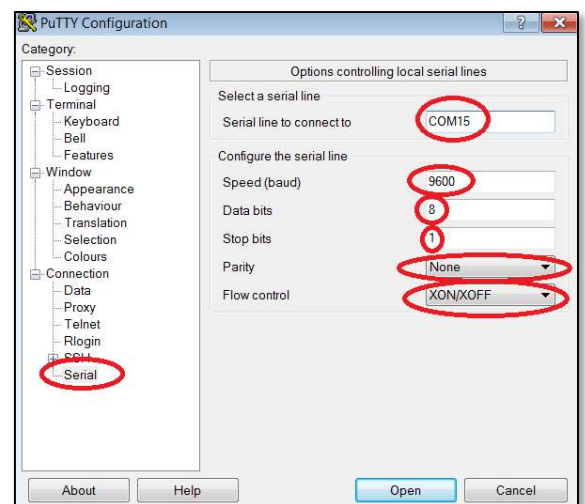 PuTTY Configuration
Category:
Session
Logging
Terminal
Keyboard
Bell
Features
Window
Appearance
Behaviour
Translation
Selection
Colours
Connection
Data
Proxy
Telnet
Rlogin
SSH
Serial
Options controlling local serial lines
Select a serial line
Serial line to connect to COM15
Configure the serial line
Speed (baud) 9600
Data bits 8
Stop bits 1
Parity None
Flow control XON/XOFF
About Help Open Cancel